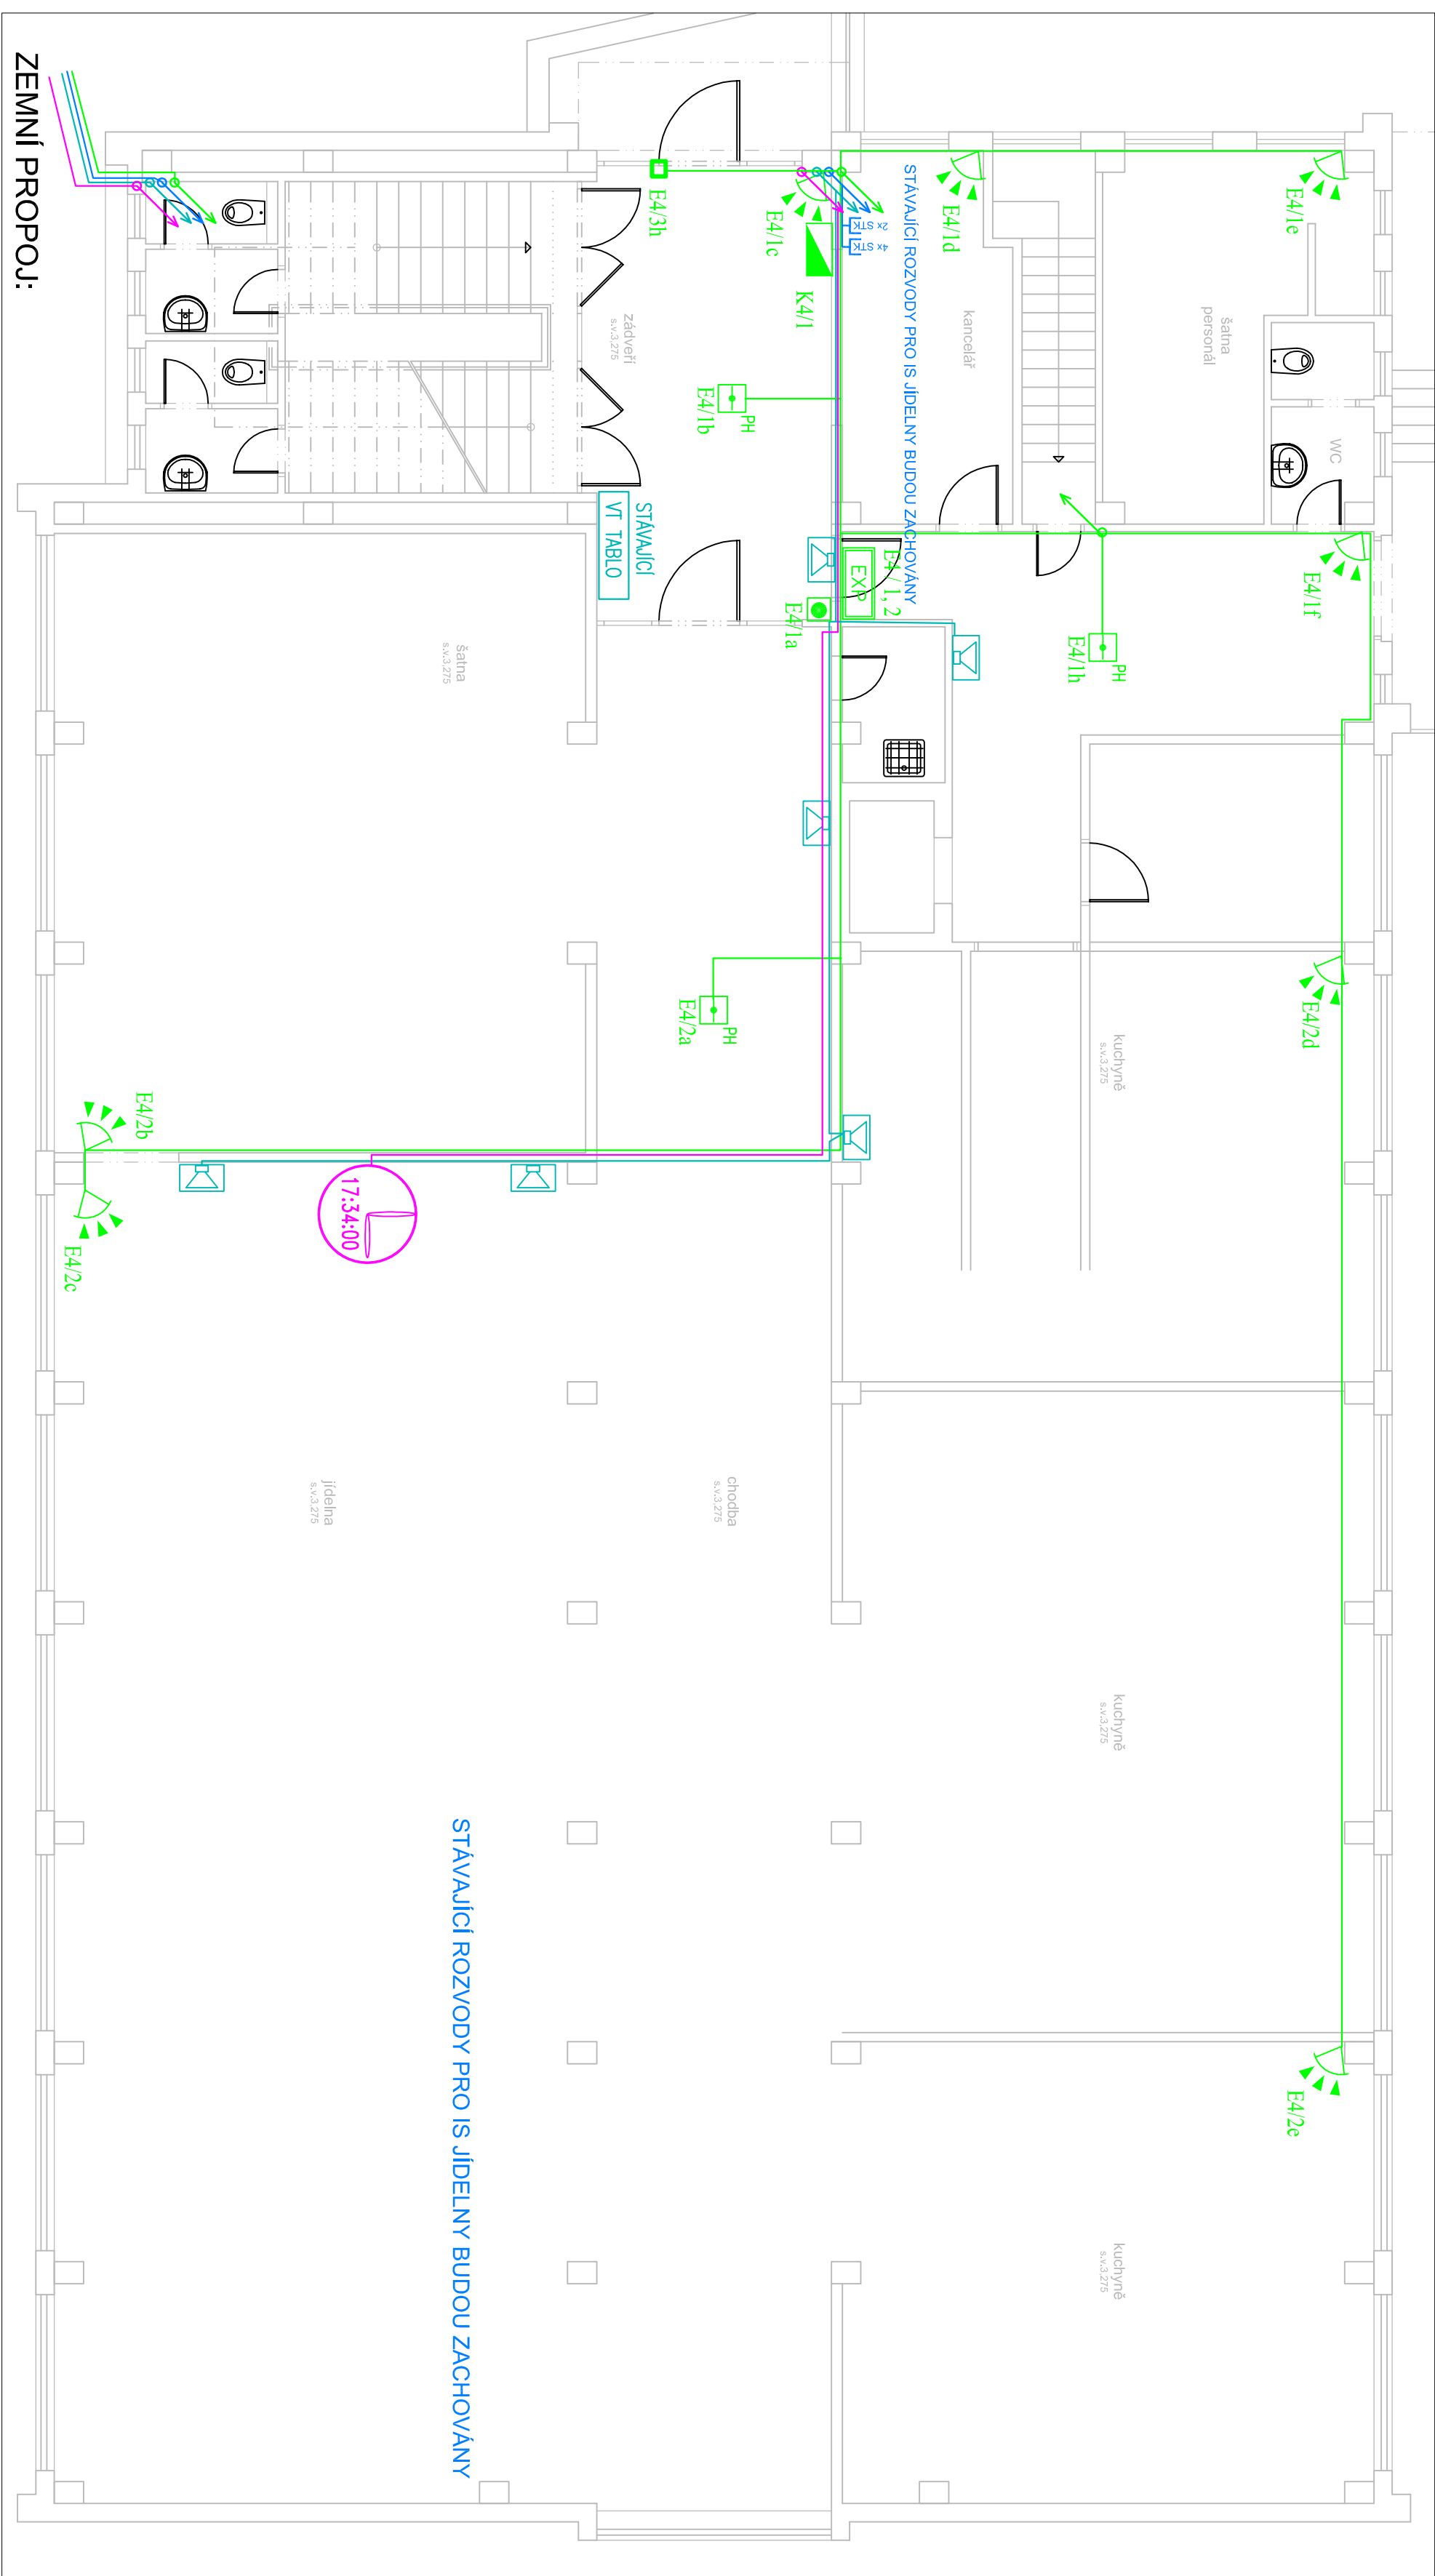 ZEMNÍ PROPOJ:
E4/1e
E4/1d
E4/3h
E4/1c
STÁVAJÍCÍ ROZVODY PRO IS JÍDELNY BUDOU ZACHOVÁNY
2x STK
4x STK
K4/1
šatna
personál
kancelář
zádveří
s.v.3.275
PH
E4/1b
WC
STÁVAJÍCÍ
VT TABLO
E4 / 1, 2
EXP
E4/1a
E4/1f
PH
E4/1h
šatna
s.v.3.275
PH
E4/2a
E4/2d
kuchyně
s.v.3,275
E4/2b
E4/2c
17:34:00
jídelna
s.v.3,275
chodba
s.v.3,275
kuchyně
s.v.3,275
STÁVAJÍCÍ ROZVODY PRO IS JÍDELNY BUDOU ZACHOVÁNY
E4/2e
kuchyně
s.v.3,275